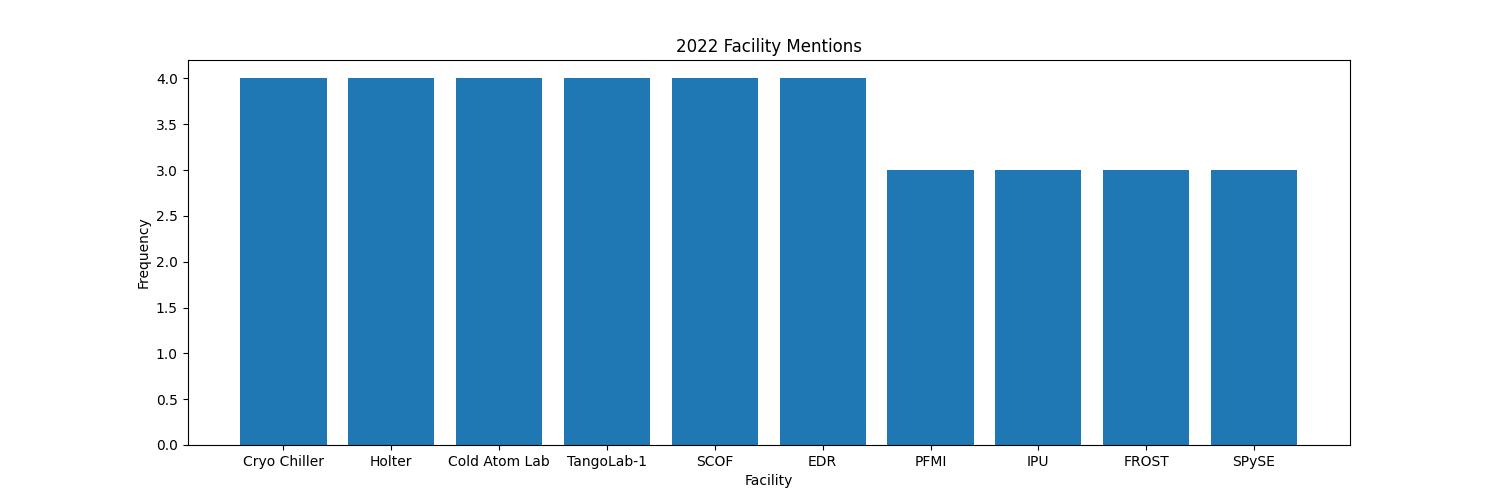 2022 Facility Mentions
4.0
3.5
3.0
2.5
2.0
1.5
1.0
0.5
0.0
Frequency
Cryo Chiller Holter Cold Atom Lab TangoLab-1 SCOF EDR PFMI IPU FROST SPySE
Facility